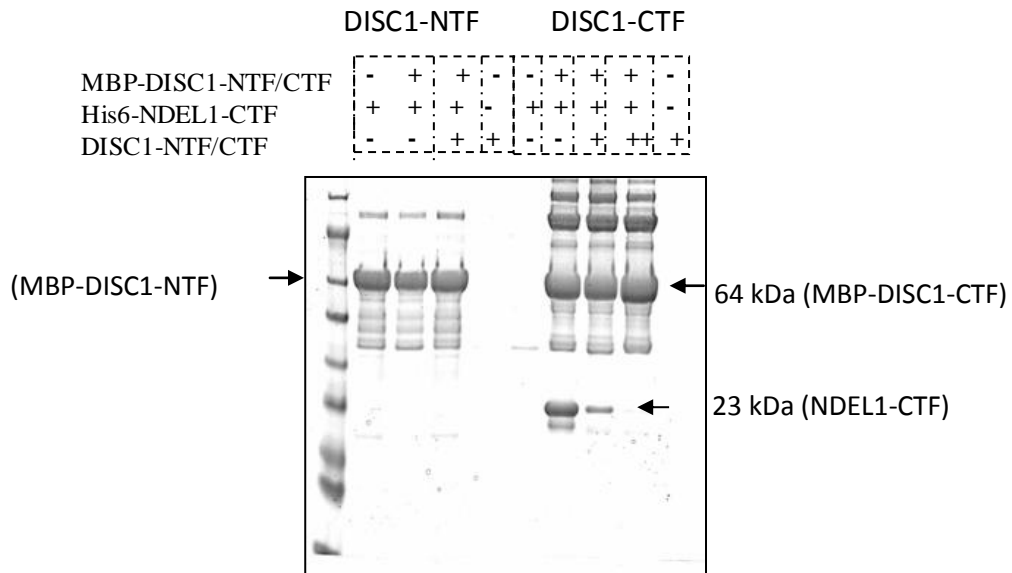 DISC1-NTF DISC1-CTF
MBP-DISC1-NTF/CTF - + + - - + + + -
His6-NDEL1-CTF + + + - + + + + -
DISC1-NTF/CTF - - + + - - + ++ +
(MBP-DISC1-NTF)
64 kDa (MBP-DISC1-CTF)
23 kDa (NDEL1-CTF)